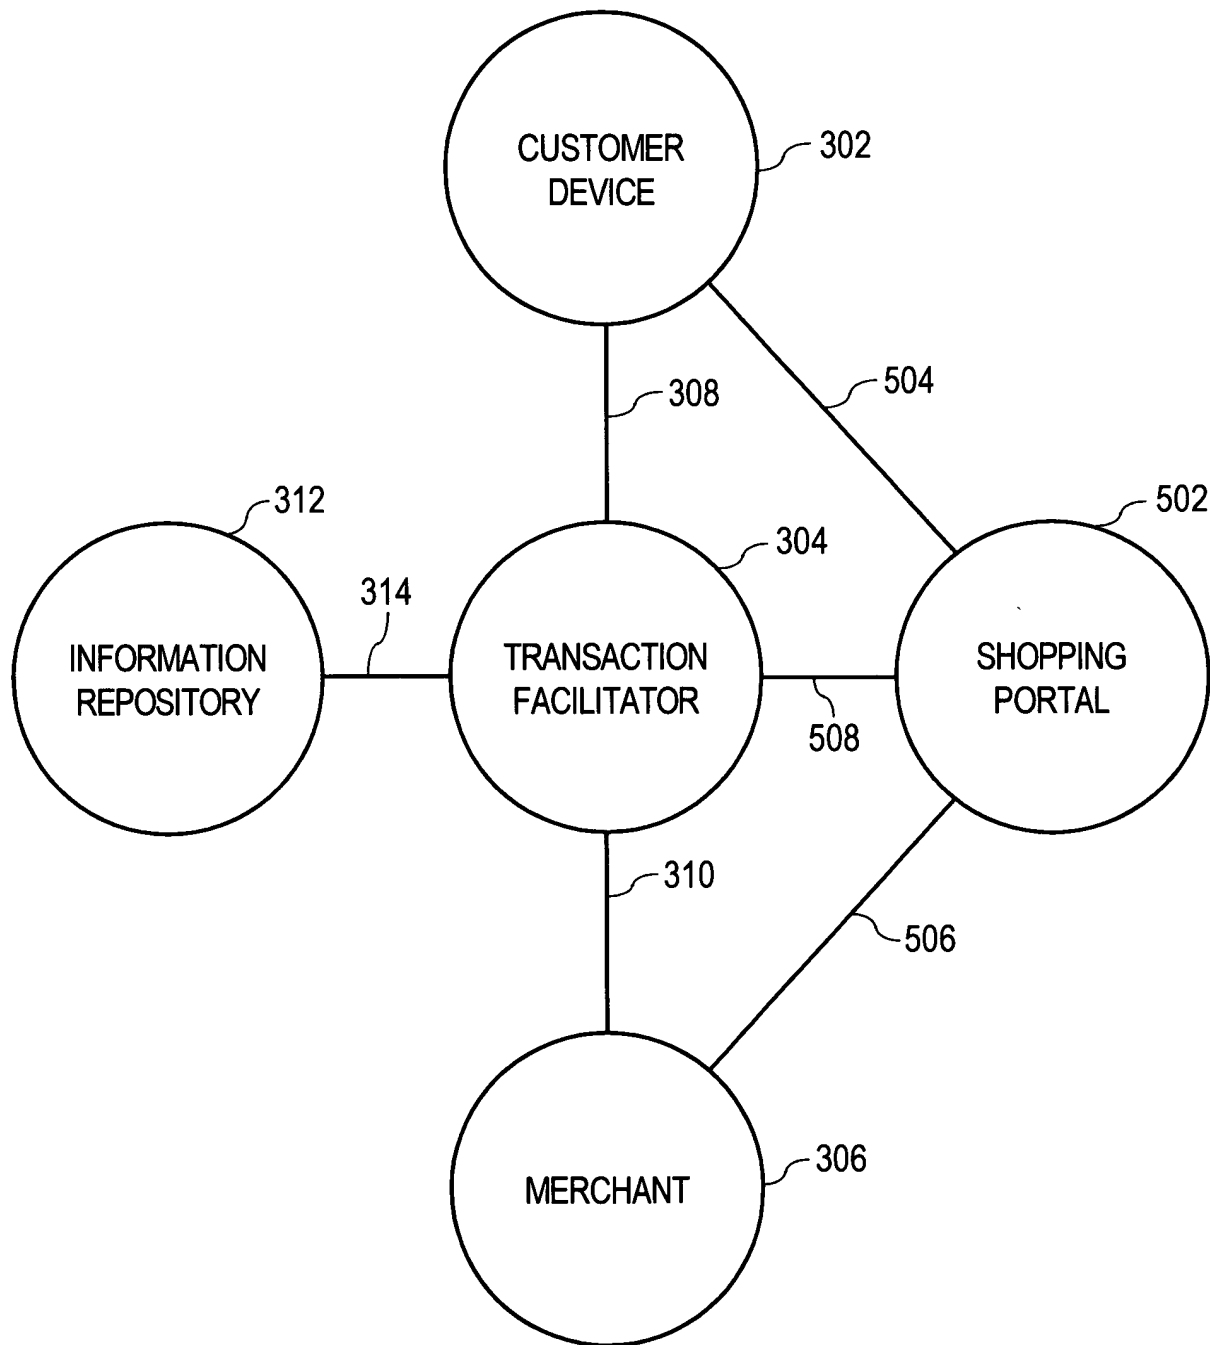 CUSTOMER
DEVICE
302
308
504
312
502
304
314
INFORMATION
REPOSITORY
TRANSACTION
FACILITATOR
SHOPPING
PORTAL
508
310
506
MERCHANT
306